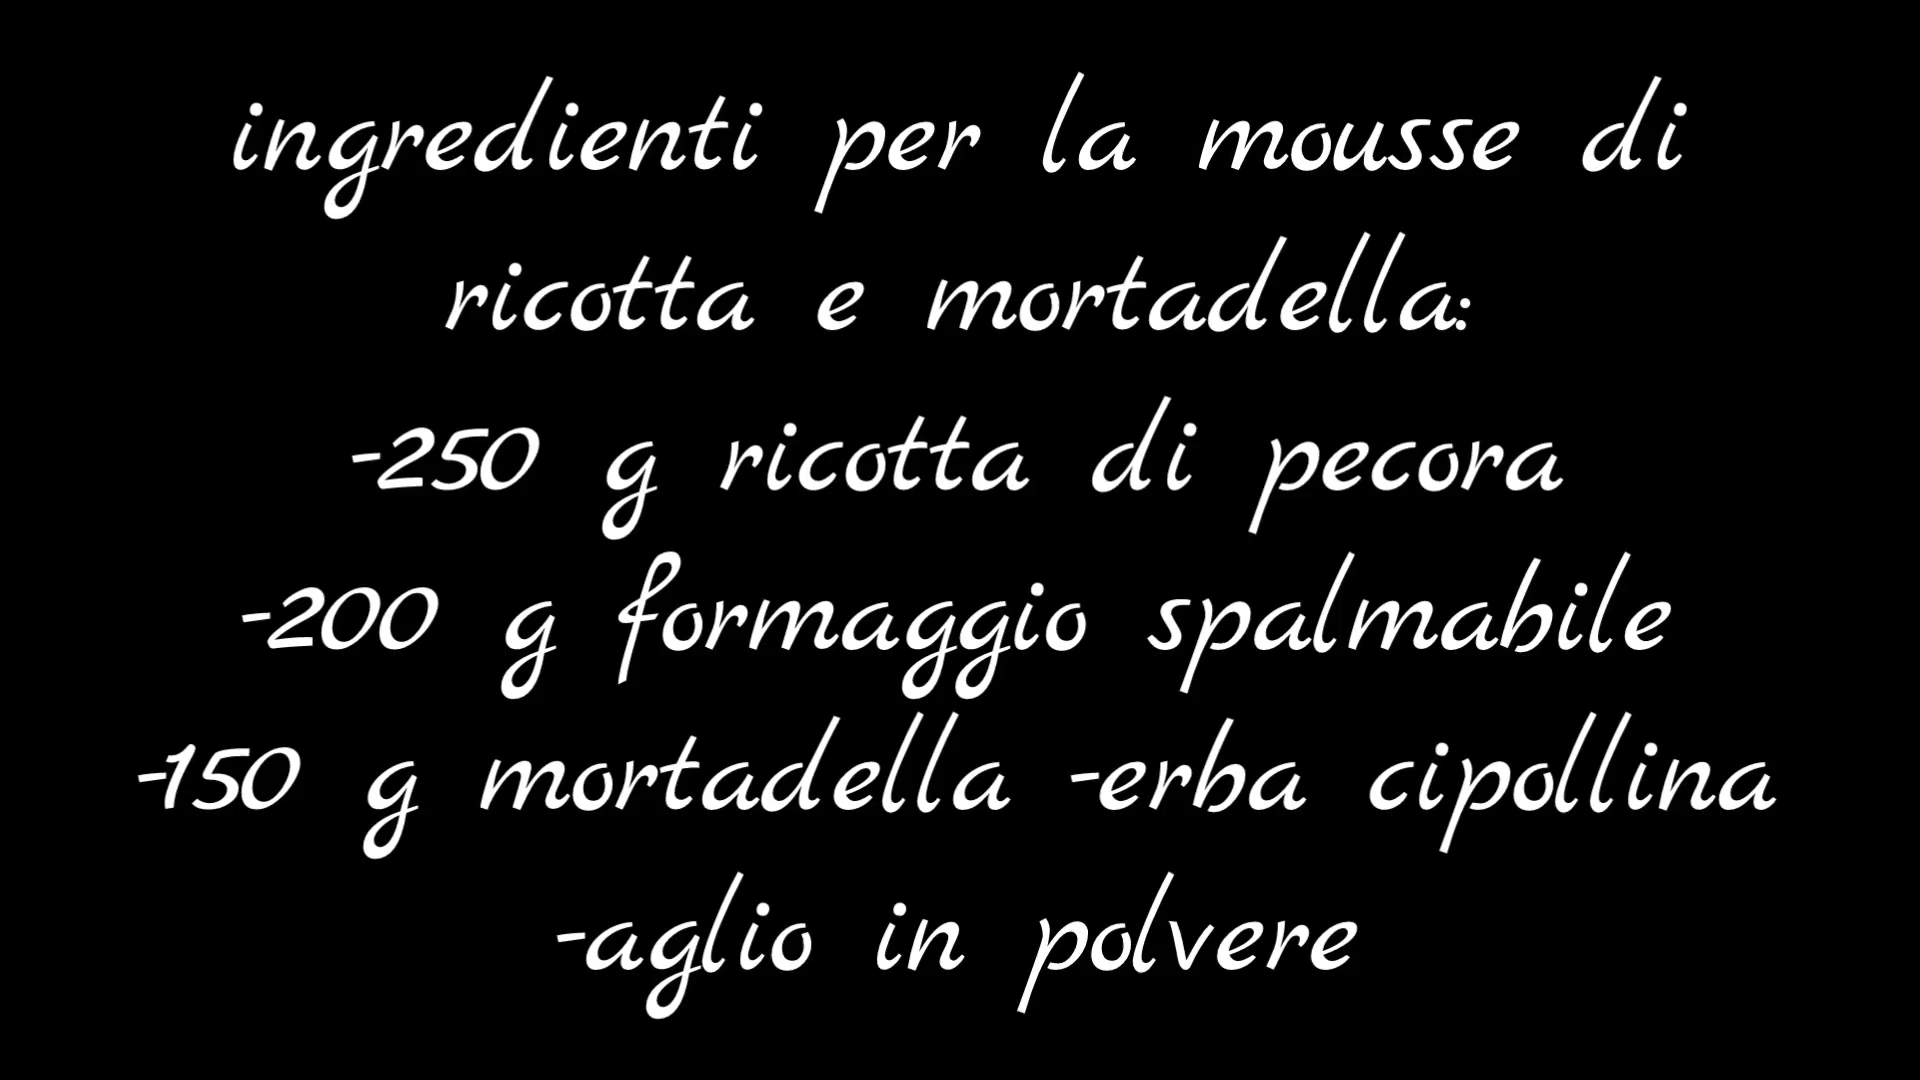 ingredienti per la mousse di
ricotta e mortadella:
-250 g ricotta di pecora
-200 g formaggio spalmabile
-150 g mortadella -erba cipollina
-aglio in polvere